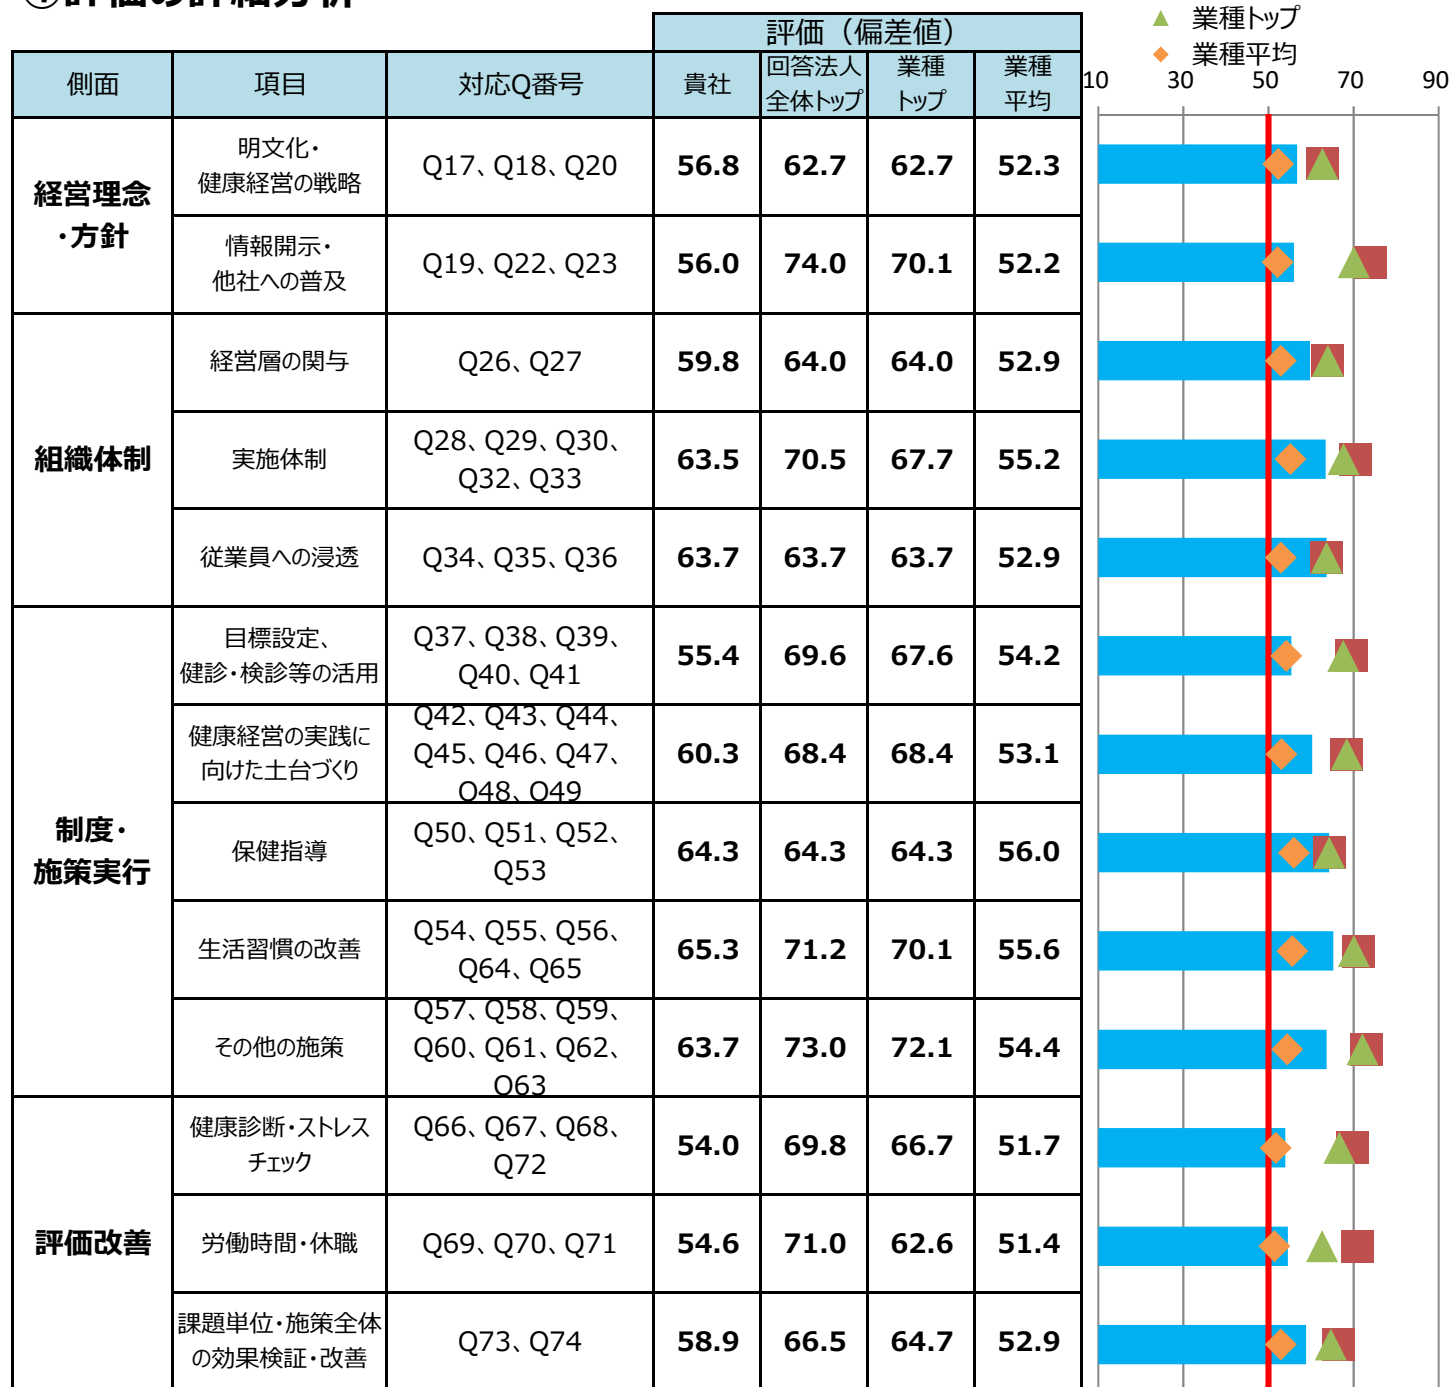 ①評価の詳細分析
▲ 業種トップ
◆ 業種平均
評価（偏差値）
側面 項目 対応Q番号 貴社 回答法人 業種 業種
全体トップ トップ 平均
10 30 50 70 90
経営理念
・方針
明文化・
健康経営の戦略
Q17、Q18、Q20 56.8 62.7 62.7 52.3
情報開示・
他社への普及
Q19、Q22、Q23 56.0 74.0 70.1 52.2
組織体制
経営層の関与 Q26、Q27 59.8 64.0 64.0 52.9
実施体制
Q28、Q29、Q30、
Q32、Q33
63.5 70.5 67.7 55.2
従業員への浸透 Q34、Q35、Q36 63.7 63.7 63.7 52.9
制度・
施策実行
目標設定、
健診・検診等の活用
Q37、Q38、Q39、
Q40、Q41
55.4 69.6 67.6 54.2
健康経営の実践に
向けた土台づくり
Q42、Q43、Q44、
Q45、Q46、Q47、
Q48、Q49
60.3 68.4 68.4 53.1
保健指導
Q50、Q51、Q52、
Q53
64.3 64.3 64.3 56.0
生活習慣の改善
Q54、Q55、Q56、
Q64、Q65
65.3 71.2 70.1 55.6
その他の施策
Q57、Q58、Q59、
Q60、Q61、Q62、
Q63
63.7 73.0 72.1 54.4
評価改善
健康診断・ストレス
チェック
Q66、Q67、Q68、
Q72
54.0 69.8 66.7 51.7
労働時間・休職 Q69、Q70、Q71 54.6 71.0 62.6 51.4
課題単位・施策全体
の効果検証・改善
Q73、Q74 58.9 66.5 64.7 52.9